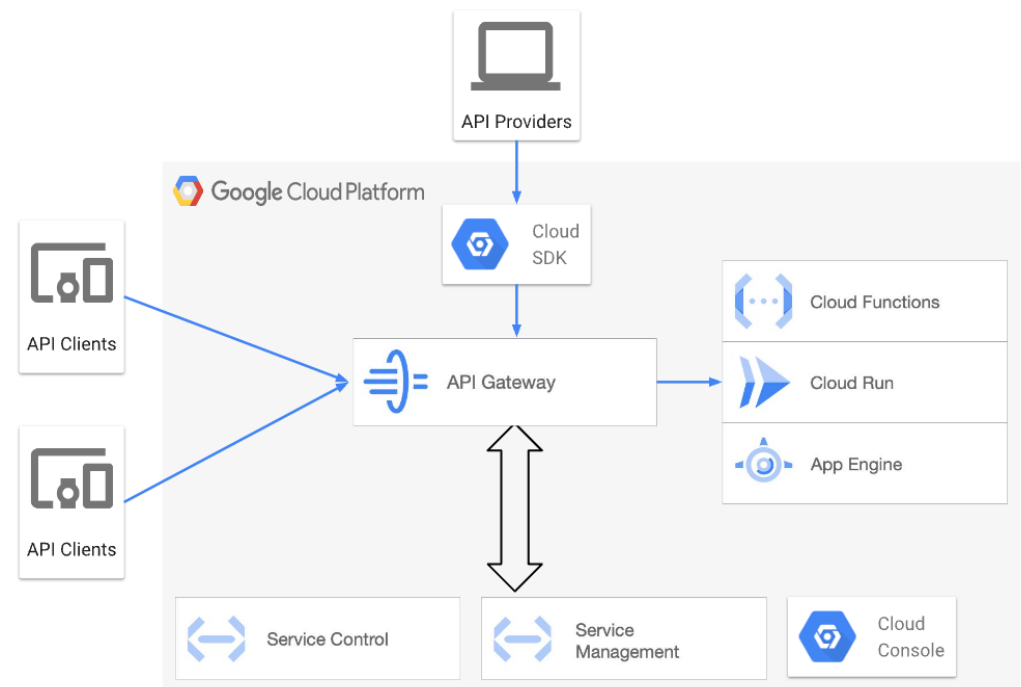 API Providers
Google Cloud Platform
Cloud
SDK
API Clients
Cloud Functions
API Gateway
Cloud Run
App Engine
API Clients
Service Control
Service
Management
Cloud
Console